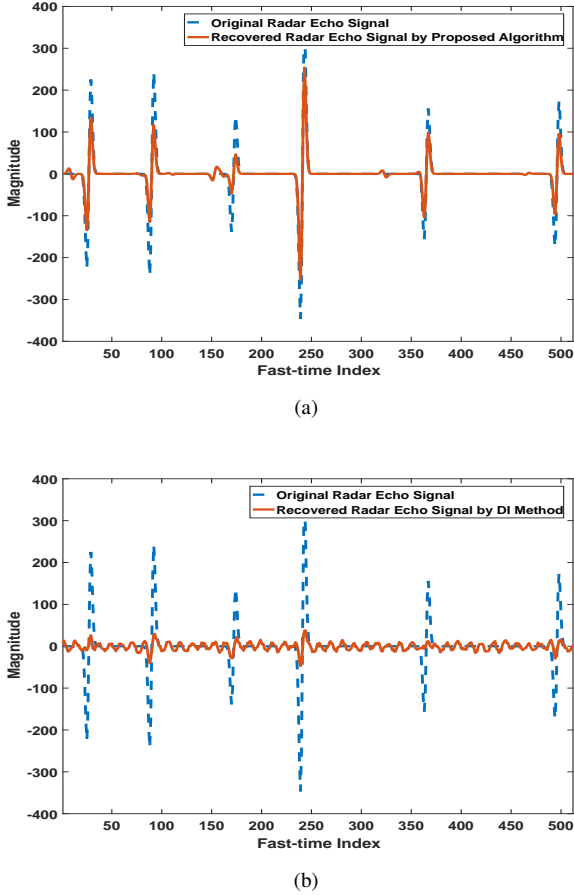 400
Original Radar Echo Signal
Recovered Radar Echo Signal by Proposed Algorithm
300
200
100
0
-100
-200
-300
-400
Magnitude
50 100 150 200 250 300 350 400 450 500
Fast-time Index
(a)
400
Original Radar Echo Signal
Recovered Radar Echo Signal by DI Method
300
200
100
0
-100
-200
-300
-400
Magnitude
50 100 150 200 250 300 350 400 450 500
Fast-time Index
(b)